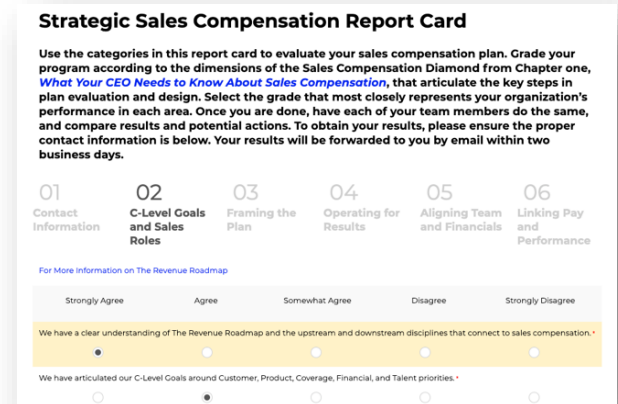 Strategic Sales Compensation Report Card
Use the categories in this report card to evaluate your sales compensation plan. Grade your
program according to the dimensions of the Sales Compensation Diamond from Chapter one,
What Your CEO Needs to Know About Sales Compensation, that articulate the key steps in
plan evaluation and design. Select the grade that most closely represents your organization's
performance in each area. Once you are done, have each of your team members do the same,
and compare results and potential actions. To obtain your results, please ensure the proper
contact information is below. Your results will be forwarded to you by email within two
business days.
01 02 03 04 05 06
Contact C-Level Goals Framing the Operating for Aligning Team Linking Pay
Information and Sales Plan Results and Financials and
Roles Performance
For More Information on The Revenue Roadmap
Strongly Agree Agree Somewhat Agree Disagree Strongly Disagree
We have a clear understanding of The Revenue Roadmap and the upstream and downstream disciplines that connect to sales compensation. *
We have articulated our C-Level Goals around Customer, Product, Coverage, Financial, and Talent priorities. *